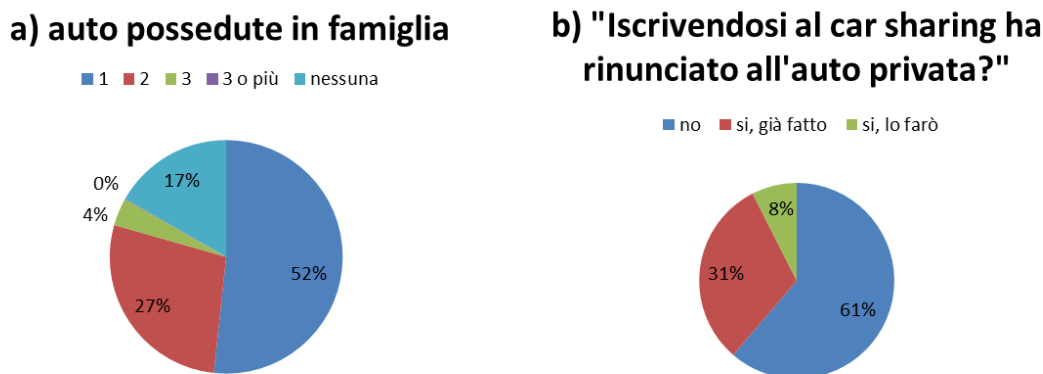 a) auto possedute in famiglia
1 2 3 3 o più nessuna
0%
17%
4%
52%
27%
b) "Iscrivendosi al car sharing ha
rinunciato all'auto privata?"
no si, già fatto si, lo farò
8%
31%
61%